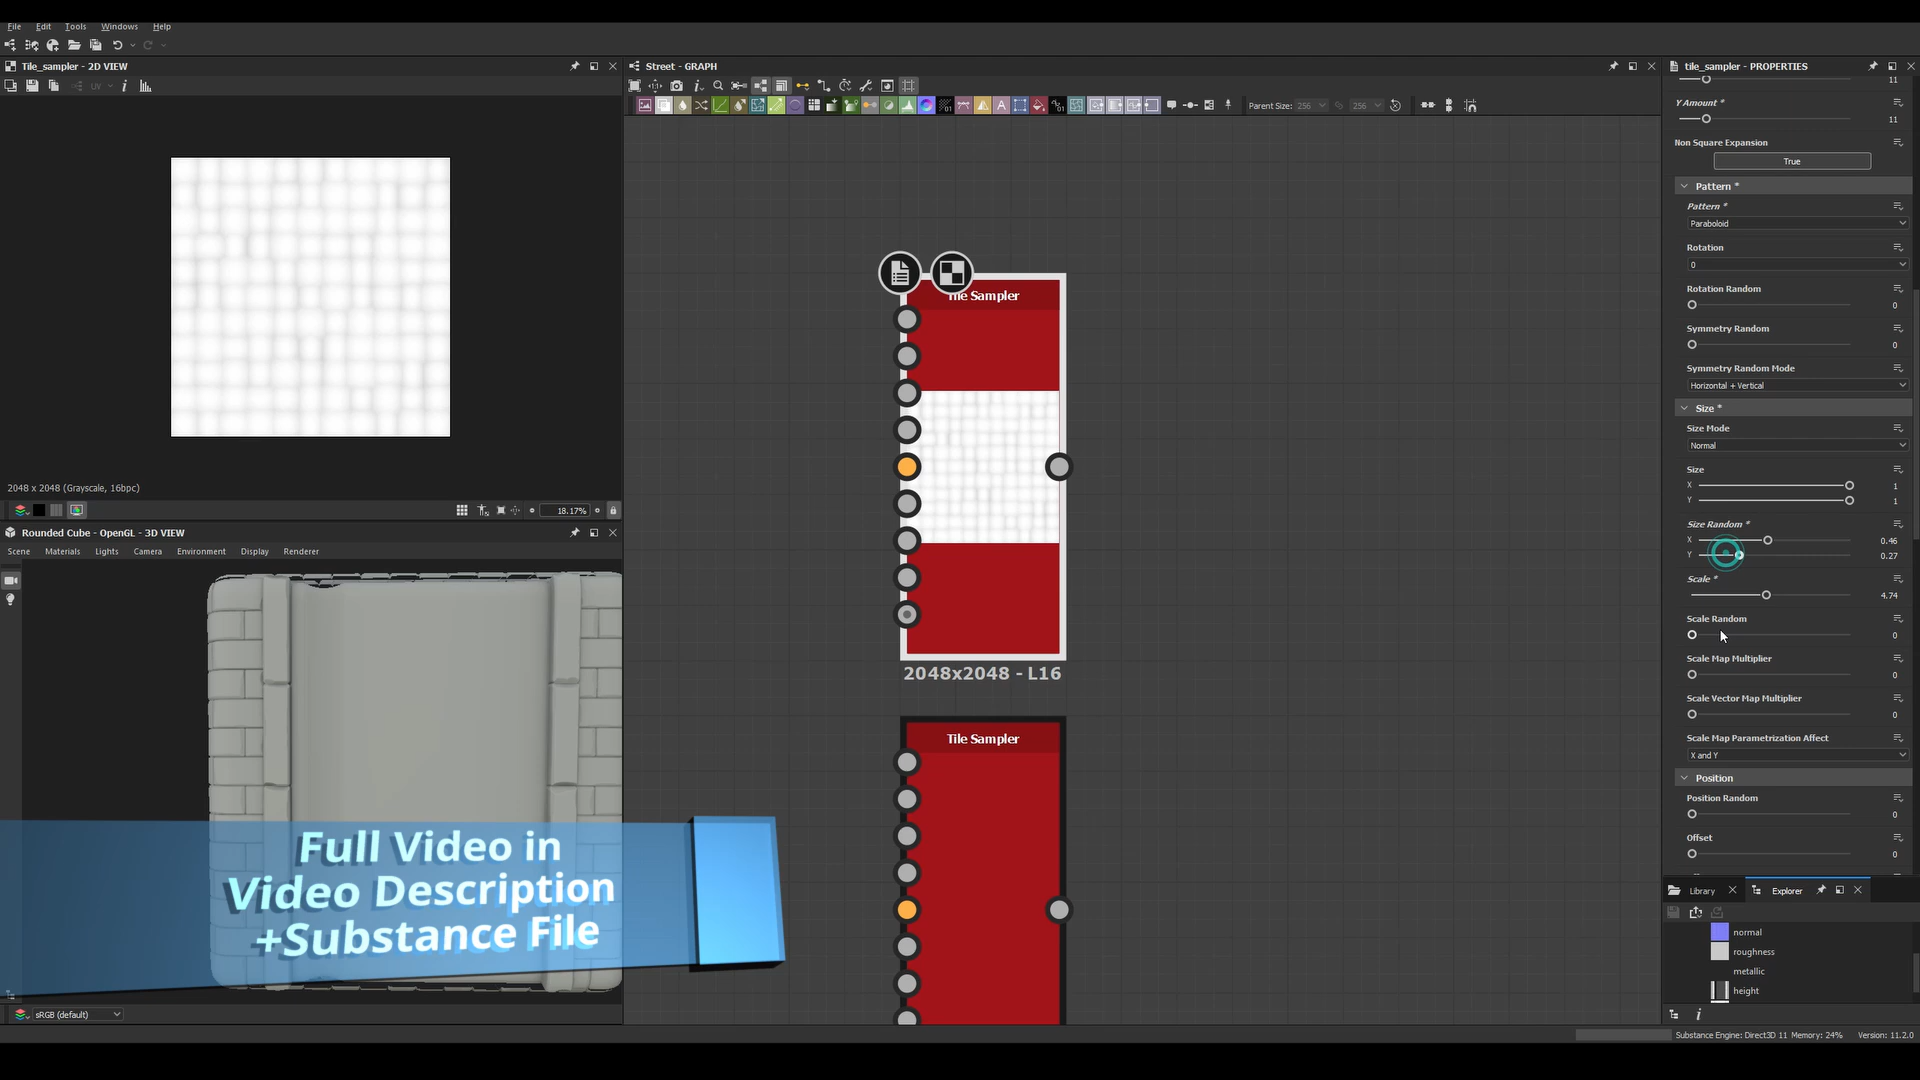 File Edit Tools Windows Help
Tile_sampler - 2D VIEW
UV
2048 x 2048 (Grayscale, 16bpc)
18.17%
Rounded Cube - OpenGL - 3D VIEW
Scene Materials Lights Camera Environment Display Renderer
sRGB (default)
Full Video in
Video Description
+Substance File
Street - GRAPH
Parent Size: 256 256
Tile Sampler
2048x2048 - L16
Tile Sampler
tile_sampler - PROPERTIES
11
Y Amount *
11
Non Square Expansion
True
Pattern *
Pattern *
Paraboloid
Rotation
0
Rotation Random
0
Symmetry Random
0
Symmetry Random Mode
Horizontal + Vertical
Size *
Size Mode
Normal
Size
X 1
Y 1
Size Random *
X 0.46
Y 0.27
Scale *
4.74
Scale Random
0
Scale Map Multiplier
0
Scale Vector Map Multiplier
0
Scale Map Parametrization Affect
X and Y
Position
Position Random
0
Offset
0
Library Explorer
normal
roughness
metallic
height
Substance Engine: Direct3D 11 Memory: 24% Version: 11.2.0